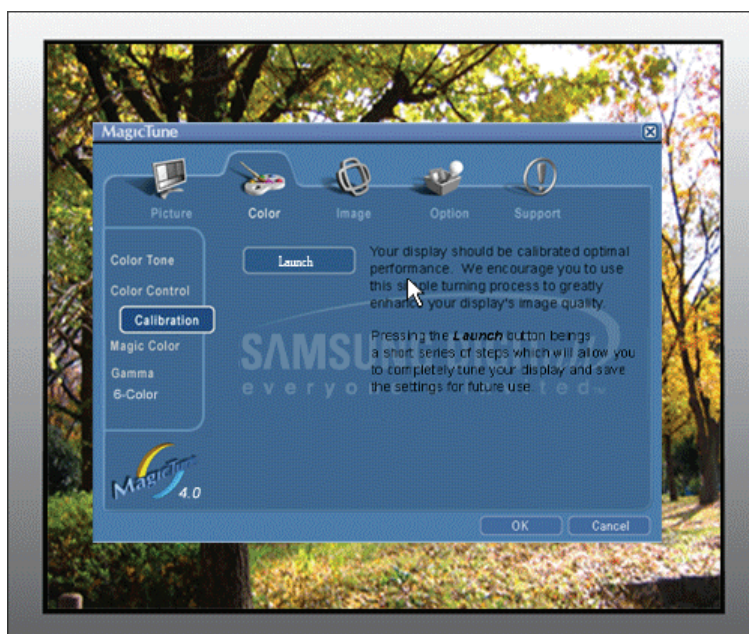 MagicTune
Picture
Color
Image
Option
Support
Color Tone
Color Control
Calibration
Magic Color
Gamma
6-Color
Launch
Your display should be calibrated optimal
performance. We encourage you to use
this simple turning process to greatly
enhance your display's image quality.
Pressing the Launch button beings
a short series of steps which will allow you
to completely tune your display and save
the settings for future use
SAMSUNG DIGITall
everyone's invited™
MagicTune
4.0
OK
Cancel